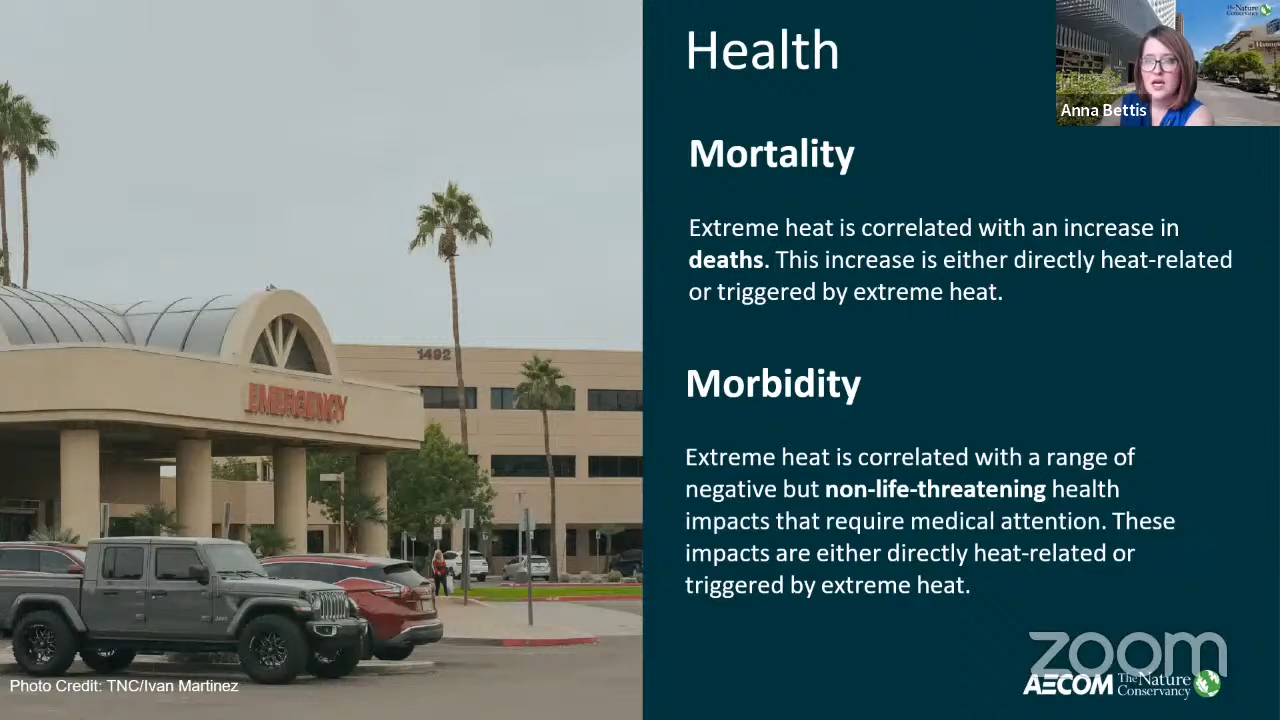 Health
The Nature
Conservancy
Anna Bettis
Mortality
Extreme heat is correlated with an increase in
deaths. This increase is either directly heat-related
or triggered by extreme heat.
1492
EMERGENCY
Morbidity
Extreme heat is correlated with a range of
negative but non-life-threatening health
impacts that require medical attention. These
impacts are either directly heat-related or
triggered by extreme heat.
Photo Credit: TNC/Ivan Martinez
zoom
AECOM
The Nature
Conservancy